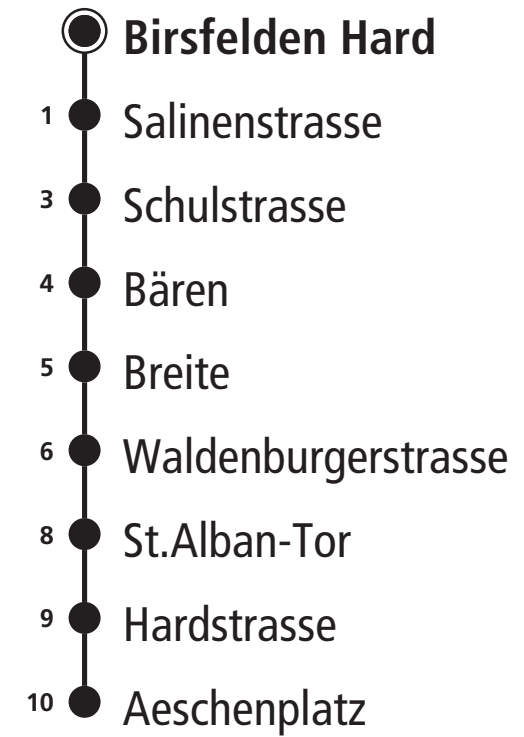 Birsfelden Hard
1 Salinenstrasse
3 Schulstrasse
4 Bären
5 Breite
6 Waldenburgerstrasse
8 St.Alban-Tor
9 Hardstrasse
10 Aeschenplatz